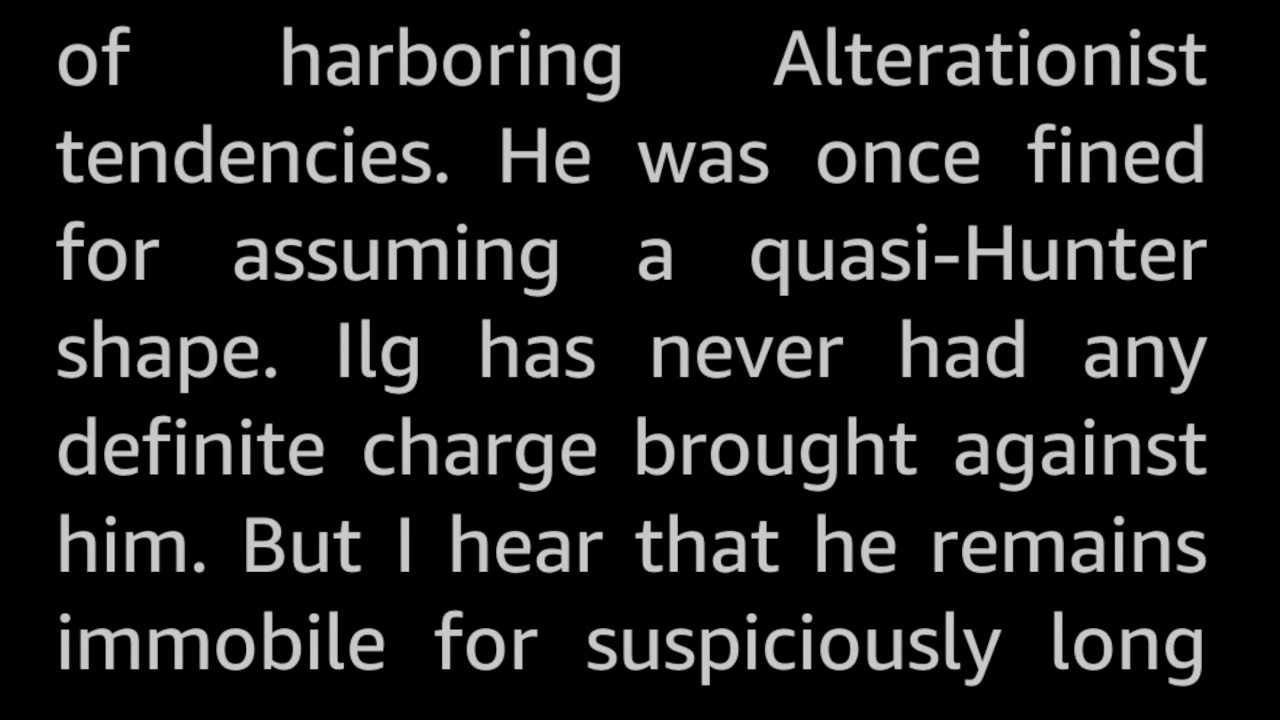 of harboring Alterationist
tendencies. He was once fined
for assuming a quasi-Hunter
shape. Ilg has never had any
definite charge brought against
him. But I hear that he remains
immobile for suspiciously long